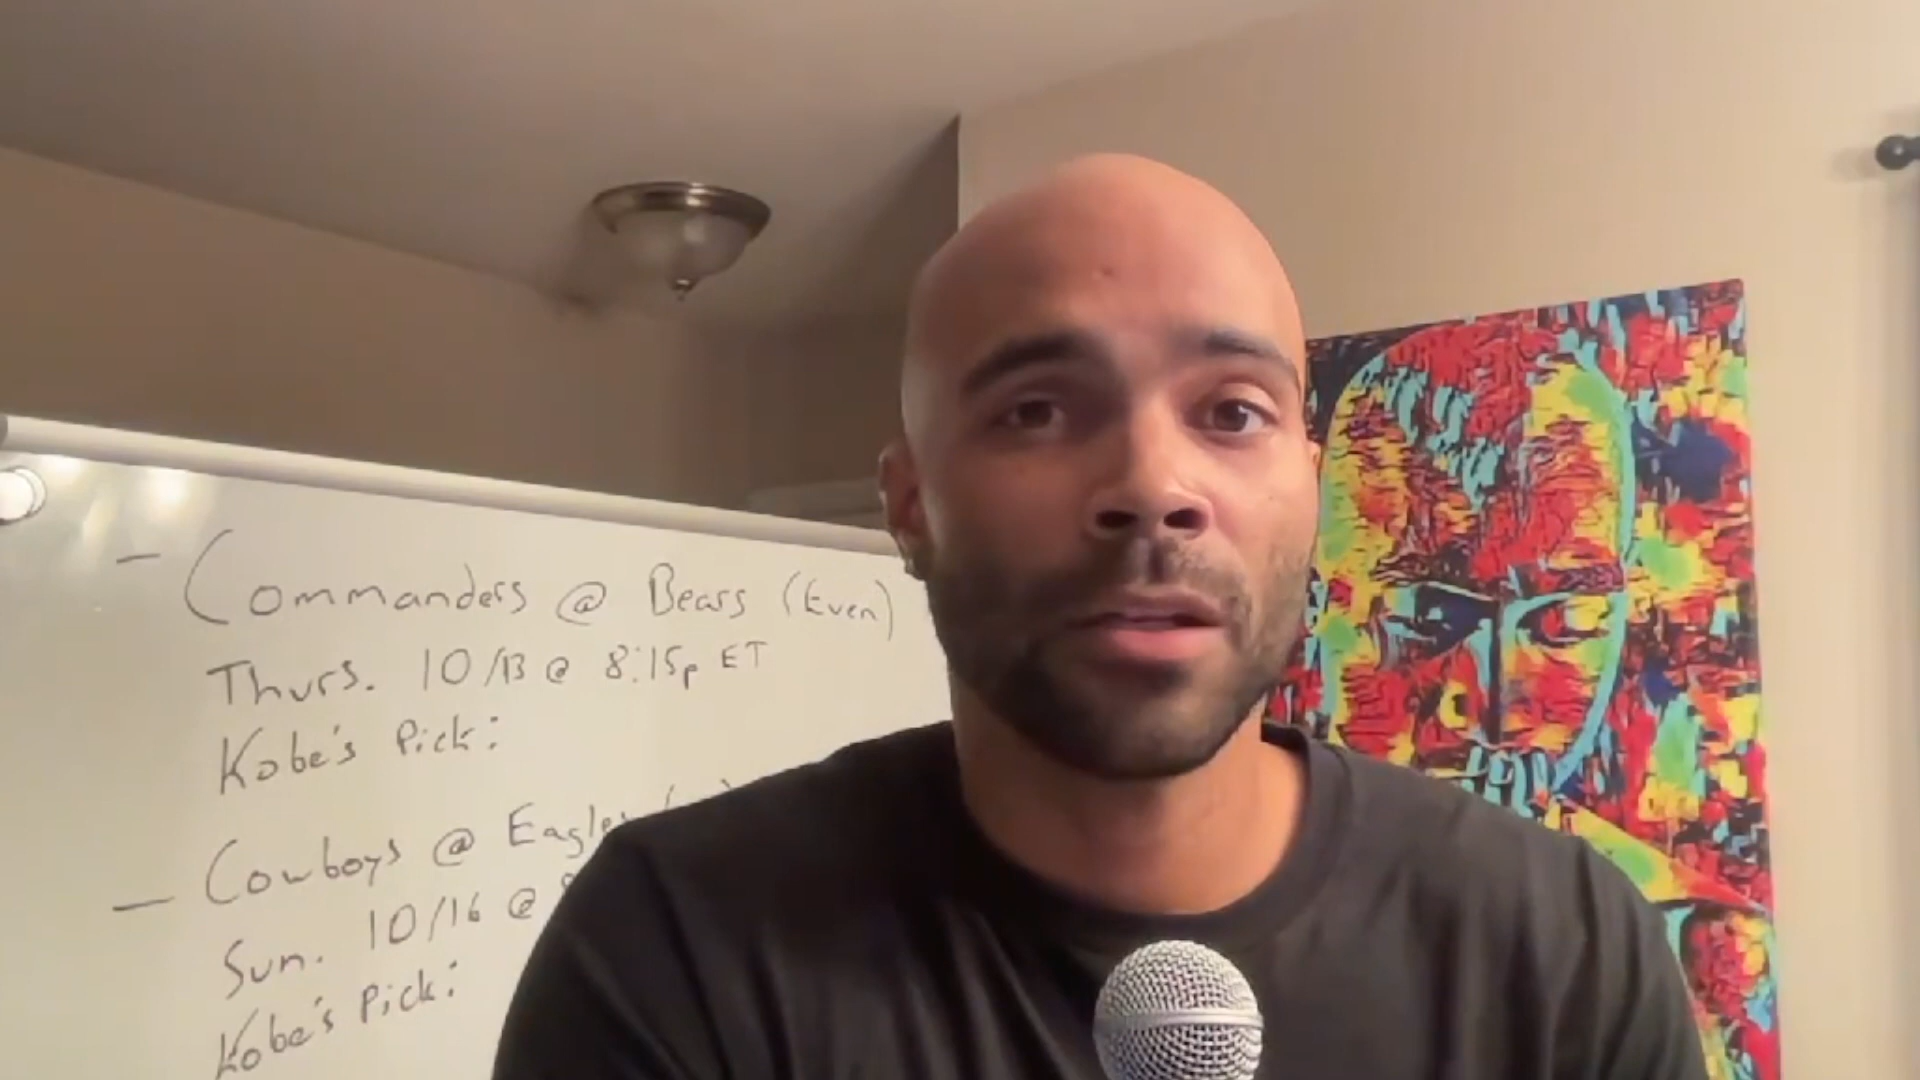 - Commanders @ Bears (Even)
Thurs. 10/13 @ 8:15p ET
Kobe's Pick:
- Cowboys @ Eagles
Sun. 10/16 @
Kobe's Pick: